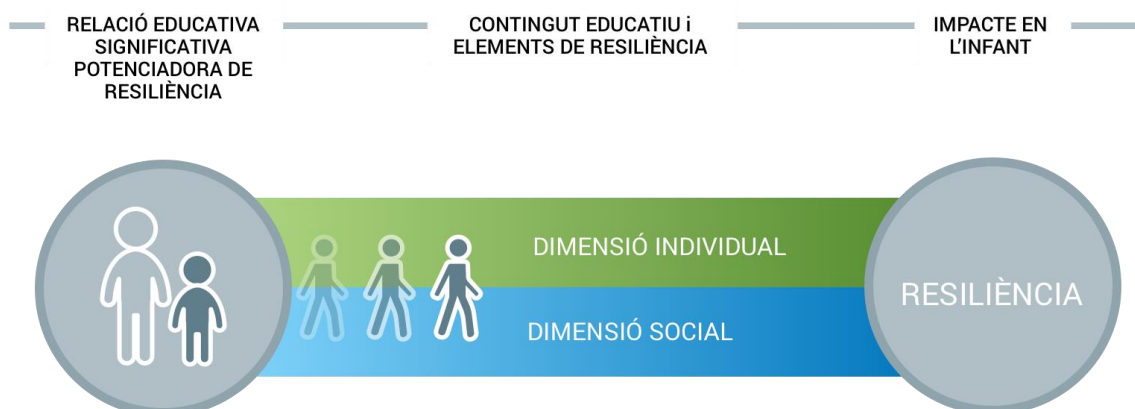 RELACIÓ EDUCATIVA
SIGNIFICATIVA
POTENCIADORA DE
RESILIÈNCIA
CONTINGUT EDUCATIU i
ELEMENTS DE RESILIÈNCIA
IMPACTE EN
L'INFANT
DIMENSIÓ INDIVIDUAL
DIMENSIÓ SOCIAL
RESILIÈNCIA